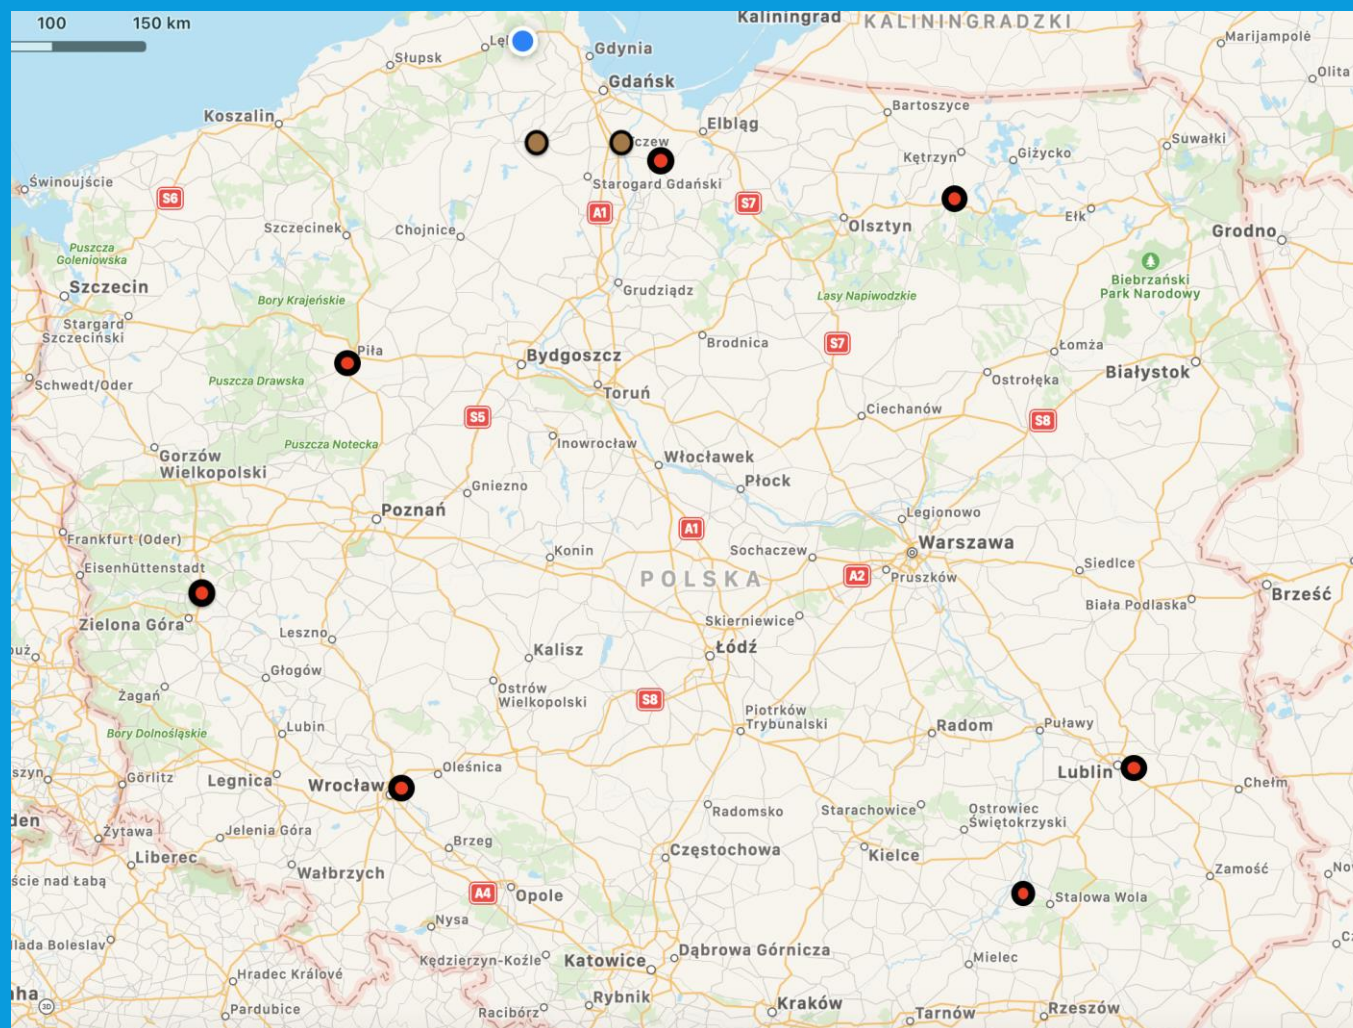 100 150 km
Kaliningrad
KALININGRADZKI
Marijampolė
Gdynia
Słupsk
Olita
Gdańsk
Bartoszyce
Koszalin
Elbląg
Suwałki
Kętrzyn
Giżycko
Świnoujście
Starogard Gdański
S6
S7
A1
Ełk
Szczecinek
Chojnice
Olsztyn
Grodno
Puszcza
Goleniowska
Biebrzański
Park Narodowy
Szczecin
Grudziądz
Bory Krajeńskie
Lasy Napiwodzkie
Stargard
Szczeciński
Brodnica
S7
Łomża
Piła
Bydgoszcz
Białystok
Schwedt/Oder
Puszcza Drawska
Toruń
Ostrołęka
Ciechanów
S5
S8
Puszcza Notecka
Inowrocław
Gorzów
Wielkopolski
Włocławek
Płock
Gniezno
Poznań
Legionowo
A1
Frankfurt (Oder)
Warszawa
Konin
Sochaczew
Eisenhüttenstadt
POLSKA
A2
Pruszków
Siedlce
Brześć
Biała Podlaska
Zielona Góra
Skierniewice
Leszno
Kalisz
Łódź
Głogów
Żagań
Ostrów
Wielkopolski
S8
Piotrków
Trybunalski
Lubin
Radom
Puławy
Bory Dolnośląskie
Oleśnica
Lublin
Görlitz
Legnica
Wrocław
Chełm
Radomsko
Starachowice
Ostrowiec
Świętokrzyski
Żytawa
Jelenia Góra
Brzeg
Częstochowa
Kielce
Liberec
Wałbrzych
Zamość
A4
Opole
Stalowa Wola
Nysa
Dąbrowa Górnicza
Kędzierzyn-Koźle
Katowice
Mielec
Hradec Králové
Rybnik
Kraków
3D
Pardubice
Racibórz
Tarnów
Rzeszów